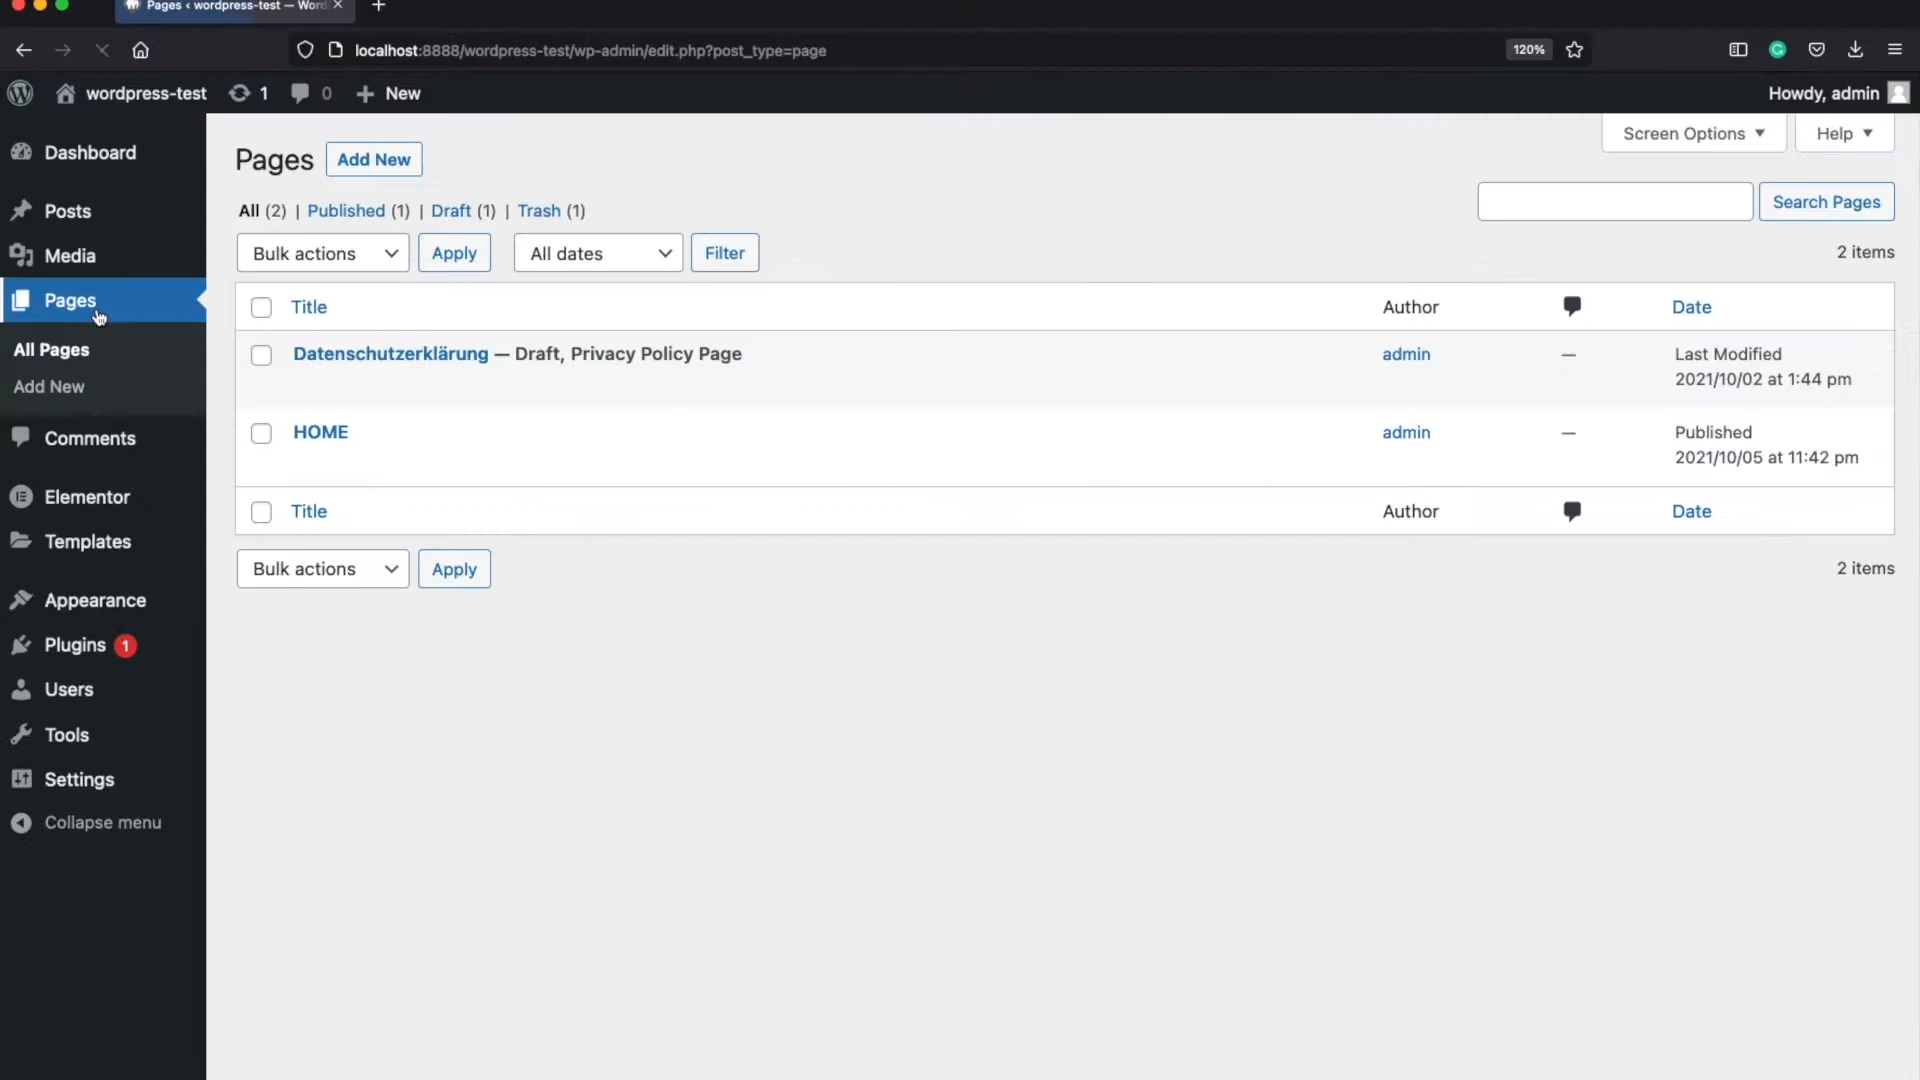 Pages ‹ wordpress-test — Word
localhost:8888/wordpress-test/wp-admin/edit.php?post_type=page
120%
wordpress-test 1 0 New
Howdy, admin
Dashboard
Posts
Media
Pages
All Pages
Add New
Comments
Elementor
Templates
Appearance
Plugins 1
Users
Tools
Settings
Collapse menu
Screen Options Help
Pages Add New
All (2) | Published (1) | Draft (1) | Trash (1)
Search Pages
Bulk actions Apply All dates Filter
2 items
Title Author Date
Datenschutzerklärung — Draft, Privacy Policy Page admin — Last Modified
2021/10/02 at 1:44 pm
HOME admin — Published
2021/10/05 at 11:42 pm
Title Author Date
Bulk actions Apply
2 items